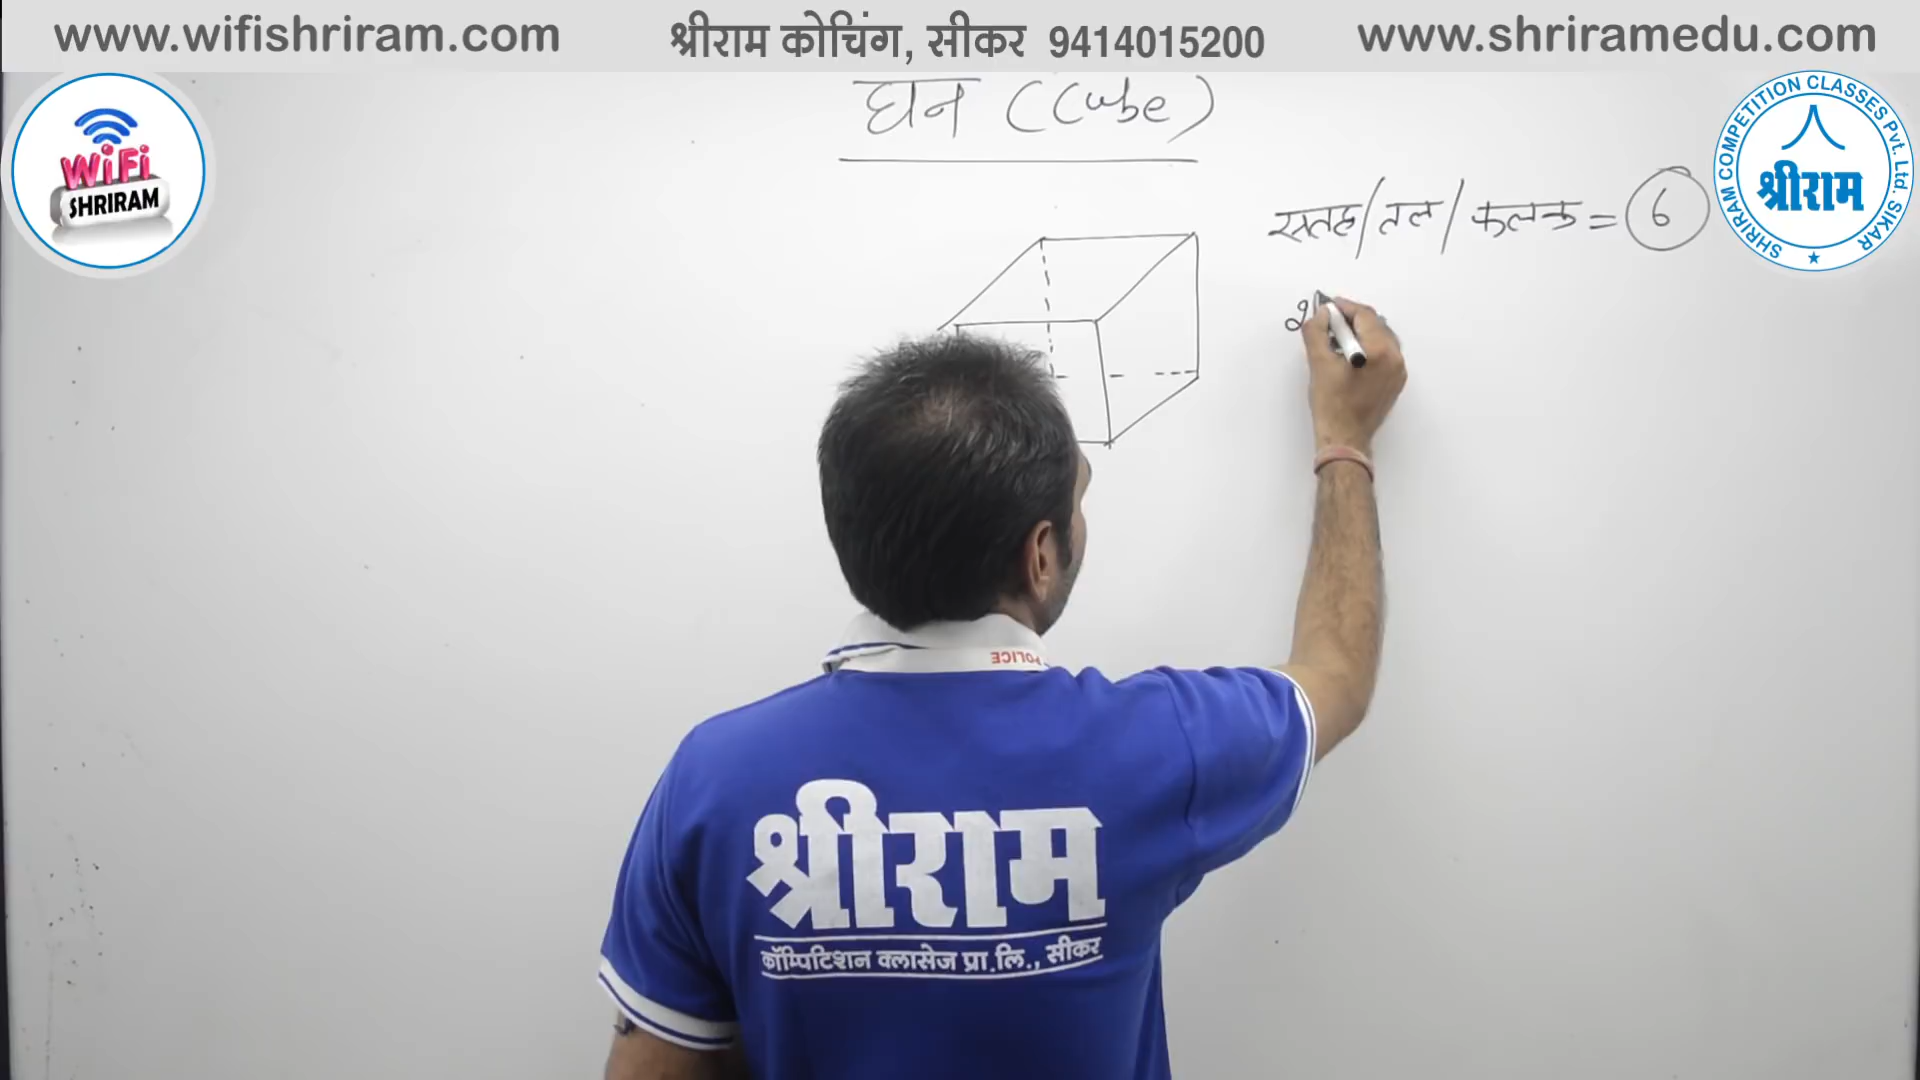 www.wifishriram.com श्रीराम कोचिंग, सीकर 9414015200 www.shriramedu.com
WiFi
SHRIRAM
घन (Cube)
SHRIRAM COMPETITION CLASSES Pvt. Ltd. SIKAR
श्रीराम
सतह/तल/फलक = 6
POLICE
श्रीराम
कॉम्पिटिशन क्लासेज प्रा.लि., सीकर